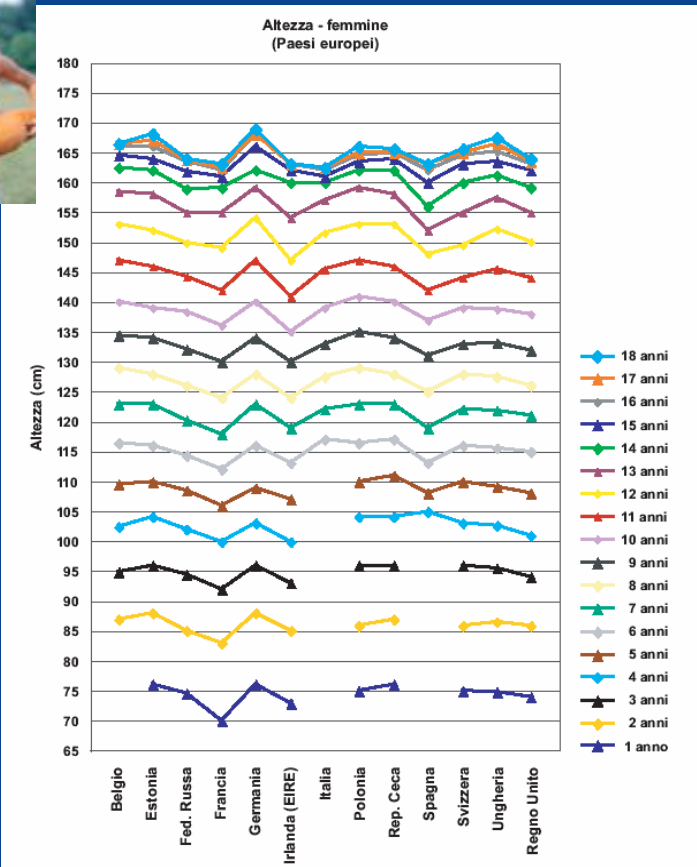 Altezza - femmine
(Paesi europei)
Altezza (cm)
180
175
170
165
160
155
150
145
140
135
130
125
120
115
110
105
100
95
90
85
80
75
70
65
Belgio
Estonia
Fed. Russa
Francia
Germania
Irlanda (EIRE)
Italia
Polonia
Rep. Ceca
Spagna
Svizzera
Ungheria
Regno Unito
18 anni
17 anni
16 anni
15 anni
14 anni
13 anni
12 anni
11 anni
10 anni
9 anni
8 anni
7 anni
6 anni
5 anni
4 anni
3 anni
2 anni
1 anno